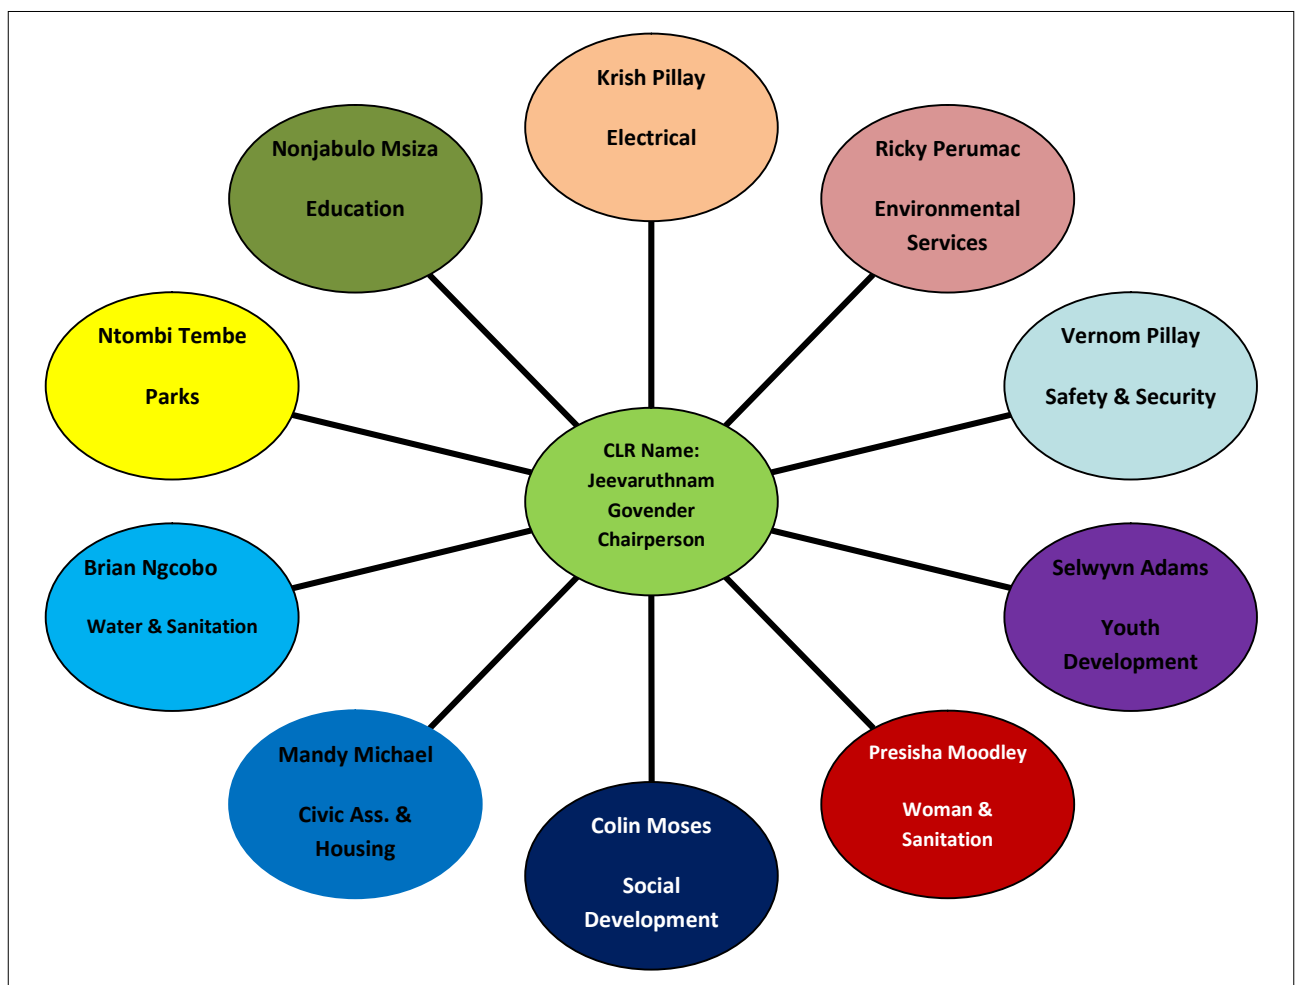 Krish Pillay
Electrical
Ricky Perumac
Environmental
Services
Vernom Pillay
Safety & Security
Selwyvn Adams
Youth
Development
Presisha Moodley
Woman &
Sanitation
Colin Moses
Social
Development
Mandy Michael
Civic Ass. &
Housing
Brian Ngcobo
Water & Sanitation
Ntombi Tembe
Parks
Nonjabulo Msiza
Education
CLR Name:
Jeevaruthnam
Govender
Chairperson